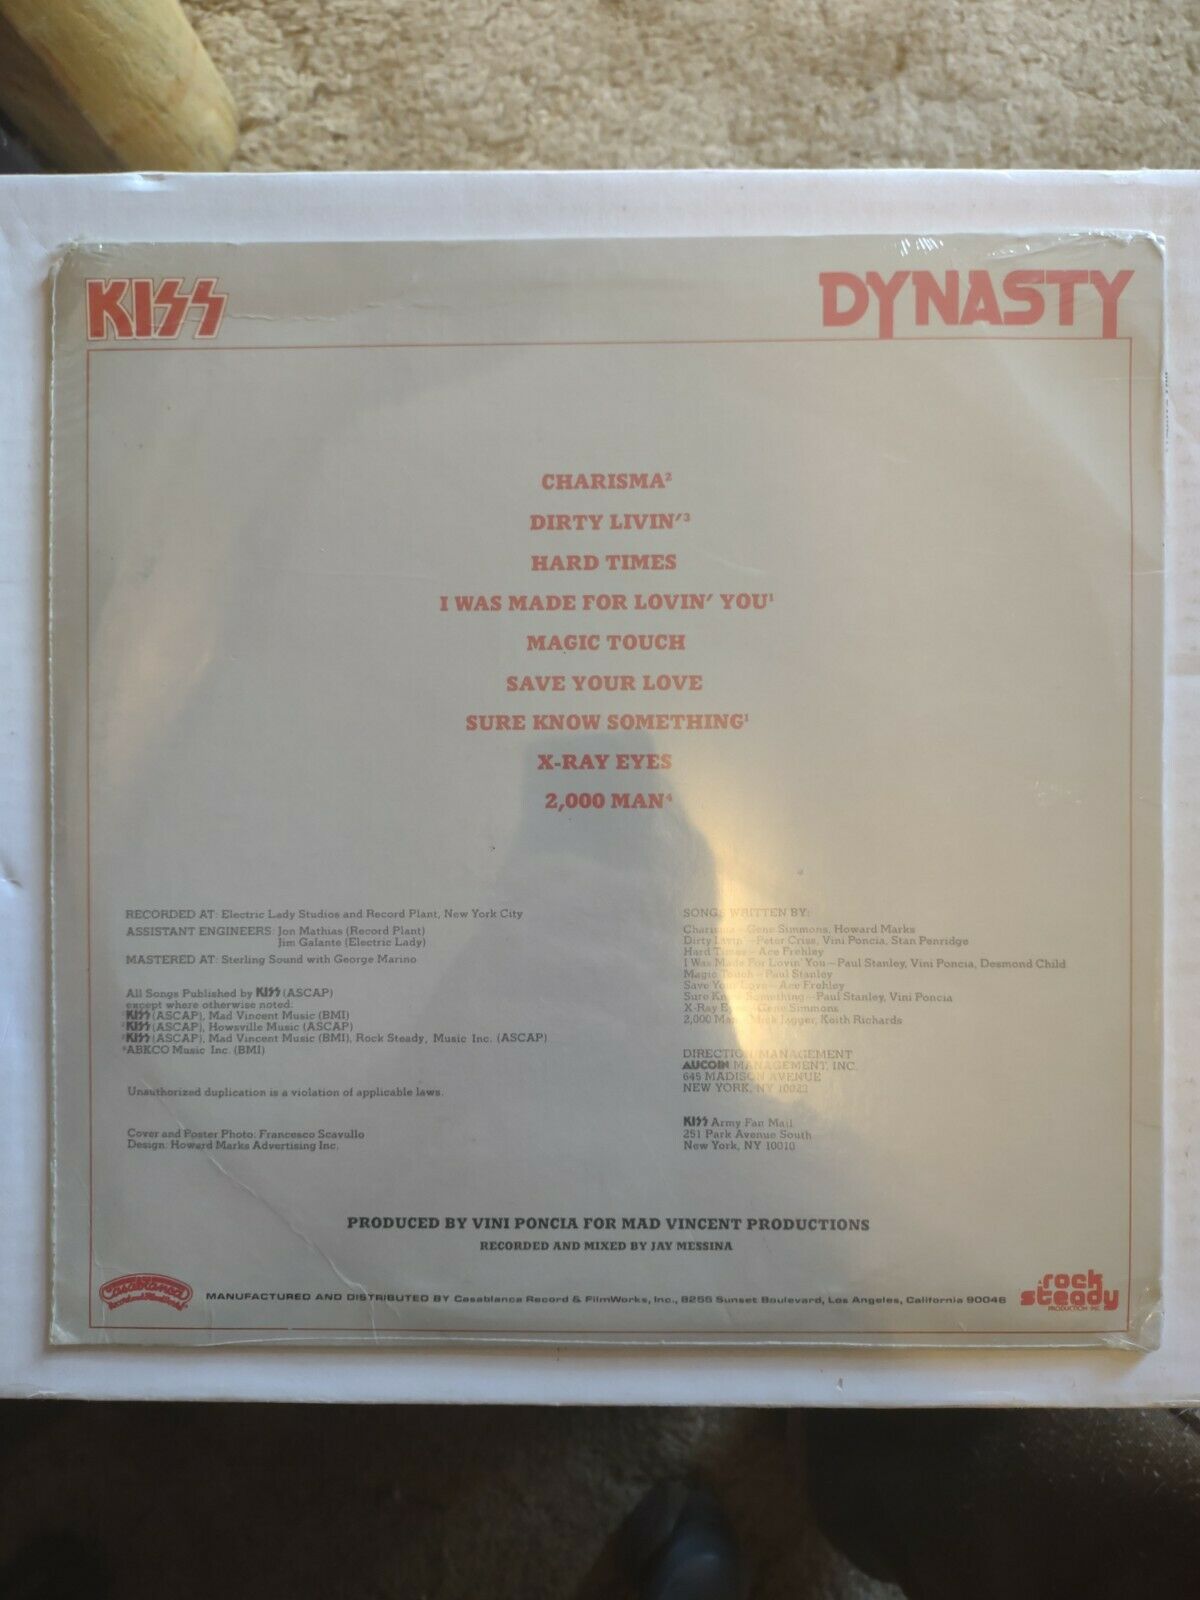 KISS
DYNASTY
CHARISMA²
DIRTY LIVIN'³
HARD TIMES
I WAS MADE FOR LOVIN' YOU¹
MAGIC TOUCH
SAVE YOUR LOVE
SURE KNOW SOMETHING¹
X-RAY EYES
2,000 MAN⁴
RECORDED AT: Electric Lady Studios and Record Plant, New York City
ASSISTANT ENGINEERS: Jon Mathias (Record Plant)
Jim Galante (Electric Lady)
MASTERED AT: Sterling Sound with George Marino
All Songs Published by KISS (ASCAP)
except where otherwise noted:
¹KISS (ASCAP), Mad Vincent Music (BMI)
²KISS (ASCAP), Howsville Music (ASCAP)
³KISS (ASCAP), Mad Vincent Music (BMI), Rock Steady, Music Inc. (ASCAP)
⁴ABKCO Music Inc. (BMI)
Unauthorized duplication is a violation of applicable laws.
Cover and Poster Photo: Francesco Scavullo
Design: Howard Marks Advertising Inc.
SONGS WRITTEN BY:
Charisma—Gene Simmons, Howard Marks
Dirty Livin'—Peter Criss, Vini Poncia, Stan Penridge
Hard Times—Ace Frehley
I Was Made For Lovin' You—Paul Stanley, Vini Poncia, Desmond Child
Magic Touch—Paul Stanley
Save Your Love—Ace Frehley
Sure Know Something—Paul Stanley, Vini Poncia
X-Ray Eyes—Gene Simmons
2,000 Man—Mick Jagger, Keith Richards
DIRECTION/MANAGEMENT
AUCOIN MANAGEMENT, INC.
645 MADISON AVENUE
NEW YORK, NY 10022
KISS Army Fan Mail
251 Park Avenue South
New York, NY 10010
PRODUCED BY VINI PONCIA FOR MAD VINCENT PRODUCTIONS
RECORDED AND MIXED BY JAY MESSINA
Casablanca
Record and FilmWorks
MANUFACTURED AND DISTRIBUTED BY Casablanca Record & FilmWorks, Inc., 8255 Sunset Boulevard, Los Angeles, California 90046
A rock
steady
PRODUCTION INC.